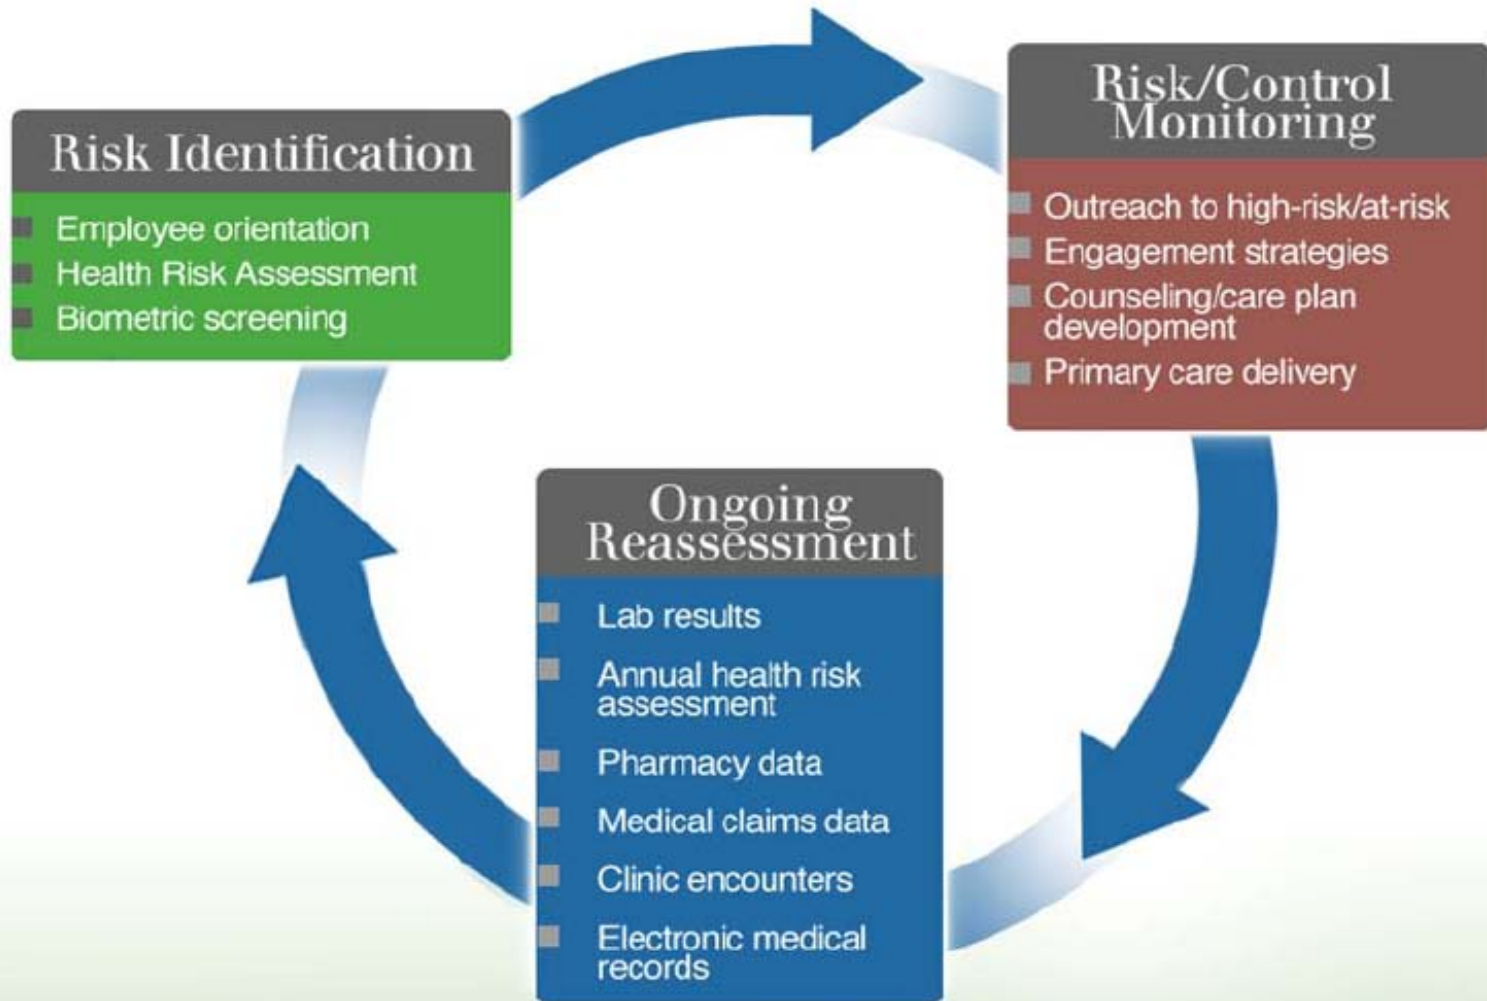 Risk Identification
Employee orientation
Health Risk Assessment
Biometric screening
Risk/Control
Monitoring
Outreach to high-risk/at-risk
Engagement strategies
Counseling/care plan
development
Primary care delivery
Ongoing
Reassessment
Lab results
Annual health risk
assessment
Pharmacy data
Medical claims data
Clinic encounters
Electronic medical
records